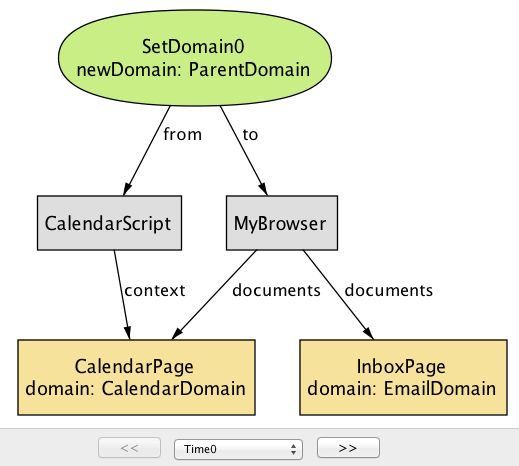 SetDomain0
newDomain: ParentDomain
from
to
CalendarScript
MyBrowser
context
documents
documents
CalendarPage
domain: CalendarDomain
InboxPage
domain: EmailDomain
<<
Time0
>>